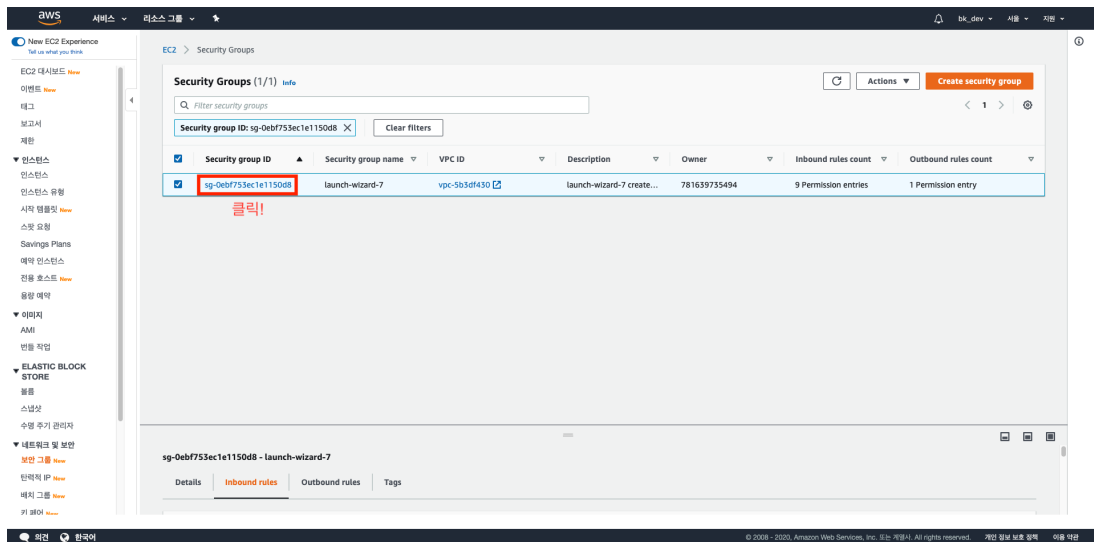 aws 서비스 리소스 그룹 bk_dev 서울 지원
New EC2 Experience
Tell us what you think
EC2 대시보드 New
이벤트 New
태그
보고서
제한
인스턴스
인스턴스
인스턴스 유형
시작 템플릿 New
스팟 요청
Savings Plans
예약 인스턴스
전용 호스트 New
용량 예약
이미지
AMI
번들 작업
ELASTIC BLOCK
STORE
볼륨
스냅샷
수명 주기 관리자
네트워크 및 보안
보안 그룹 New
탄력적 IP New
배치 그룹 New
키 페어 New
EC2 > Security Groups
Security Groups (1/1) Info
Actions
Create security group
Filter security groups
1
Security group ID: sg-0ebf753ec1e1150d8
Clear filters
Security group ID Security group name VPC ID Description Owner Inbound rules count Outbound rules count
sg-0ebf753ec1e1150d8 launch-wizard-7 vpc-5b3df430 launch-wizard-7 create... 781639735494 9 Permission entries 1 Permission entry
클릭!
sg-0ebf753ec1e1150d8 - launch-wizard-7
Details Inbound rules Outbound rules Tags
의견 한국어 © 2008 - 2020, Amazon Web Services, Inc. 또는 계열사. All rights reserved. 개인 정보 보호 정책 이용 약관